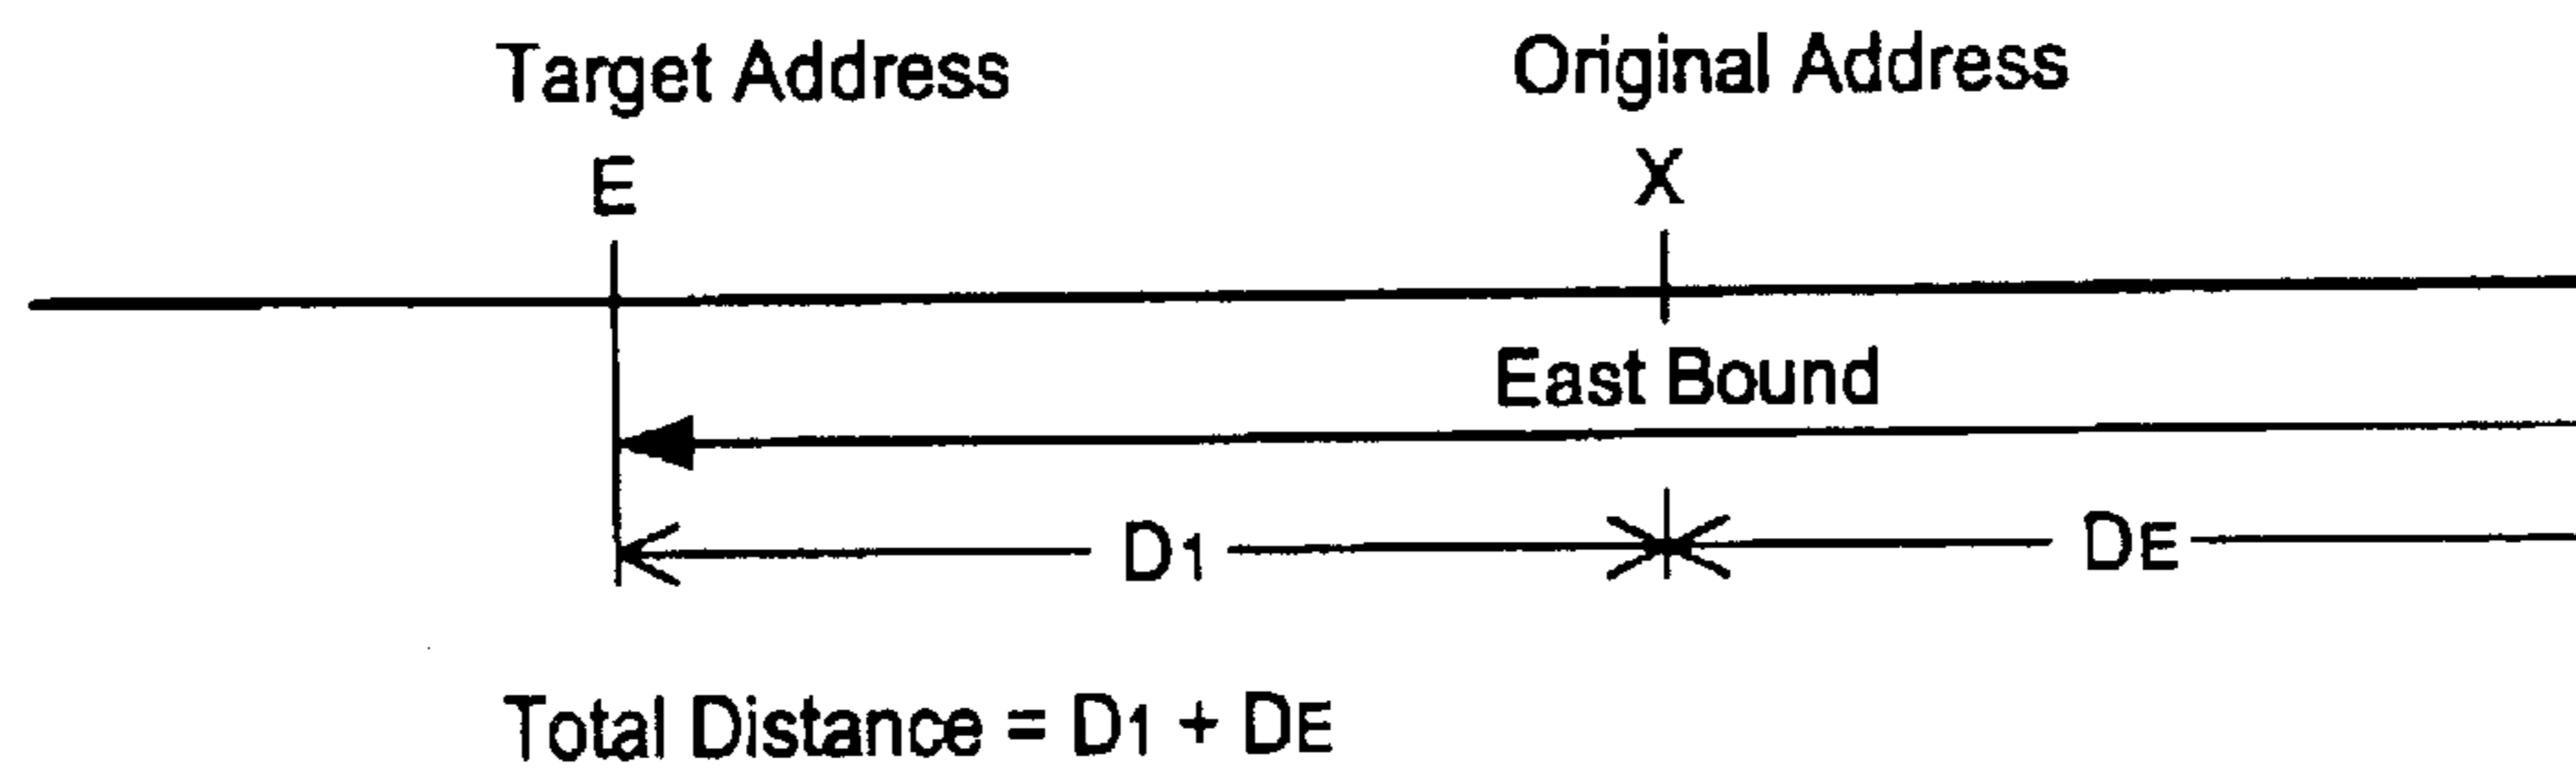 Target Address
Original Address
E
X
East Bound
D1
DE
Total Distance = D1 + DE